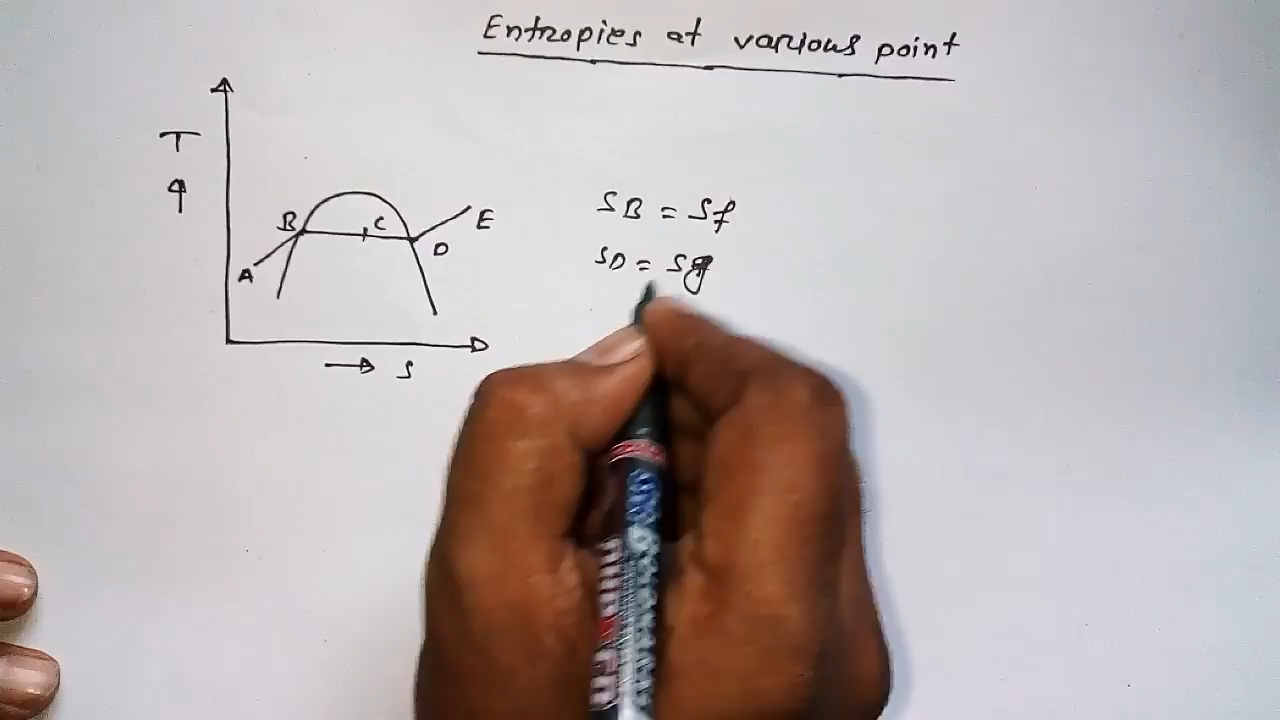 Entropies at various point
T
B
C
E
D
A
S
SB = Sf
SD = Sg